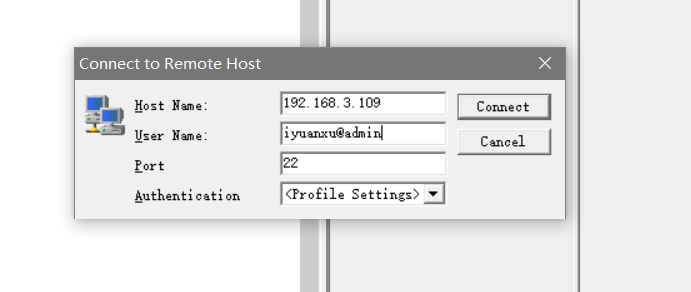 Connect to Remote Host
Host Name: 192.168.3.109 Connect
User Name: iyuanxu@admin Cancel
Port 22
Authentication <Profile Settings>